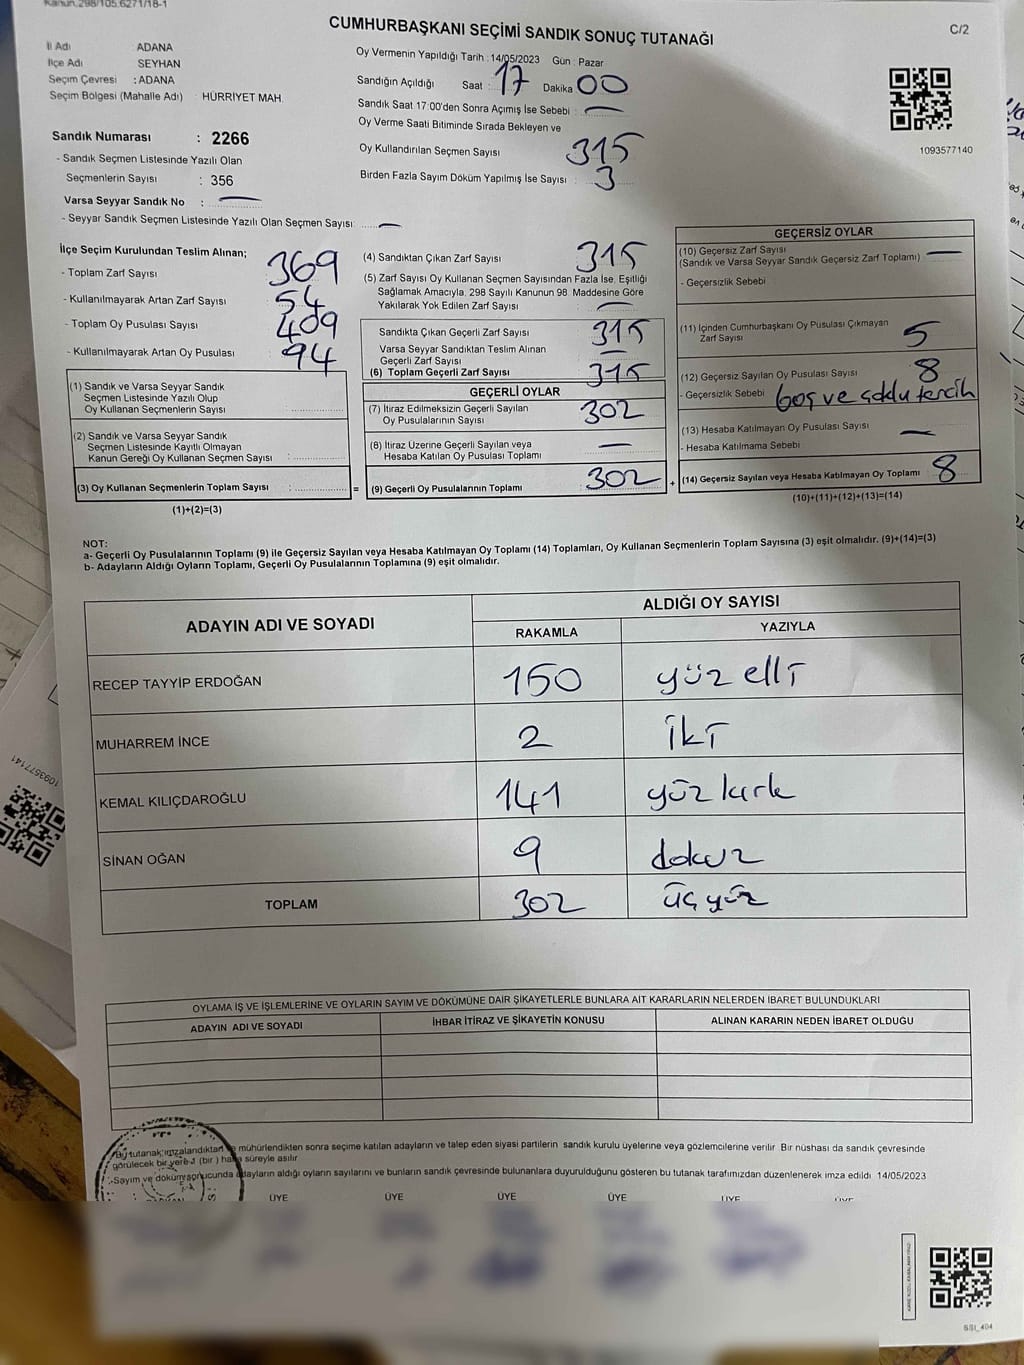 Kanun.298/105.6271/18-1
CUMHURBAŞKANI SEÇİMİ SANDIK SONUÇ TUTANAĞI
C/2
İl Adı ADANA
İlçe Adı SEYHAN
Seçim Çevresi : ADANA
Seçim Bölgesi (Mahalle Adı) : HÜRRİYET MAH.
Oy Vermenin Yapıldığı Tarih : 14/05/2023 Gün : Pazar
Sandığın Açıldığı Saat : 17 Dakika 00
Sandık Saat 17:00'den Sonra Açımış İse Sebebi : —
Oy Verme Saati Bitiminde Sırada Bekleyen ve
Oy Kullandırılan Seçmen Sayısı 315
Birden Fazla Sayım Döküm Yapılmış İse Sayısı : 3
1093577140
Sandık Numarası : 2266
- Sandık Seçmen Listesinde Yazılı Olan
Seçmenlerin Sayısı : 356
Varsa Seyyar Sandık No : —
- Seyyar Sandık Seçmen Listesinde Yazılı Olan Seçmen Sayısı : —
İlçe Seçim Kurulundan Teslim Alınan;
- Toplam Zarf Sayısı 369
- Kullanılmayarak Artan Zarf Sayısı 54
- Toplam Oy Pusulası Sayısı 409
- Kullanılmayarak Artan Oy Pusulası 94
(1) Sandık ve Varsa Seyyar Sandık
Seçmen Listesinde Yazılı Olup
Oy Kullanan Seçmenlerin Sayısı :
(2) Sandık ve Varsa Seyyar Sandık
Seçmen Listesinde Kayıtlı Olmayan
Kanun Gereği Oy Kullanan Seçmen Sayısı :
(3) Oy Kullanan Seçmenlerin Toplam Sayısı :
(1)+(2)=(3)
(4) Sandıktan Çıkan Zarf Sayısı 315
(5) Zarf Sayısı Oy Kullanan Seçmen Sayısından Fazla İse, Eşitliği
Sağlamak Amacıyla, 298 Sayılı Kanunun 98. Maddesine Göre
Yakılarak Yok Edilen Zarf Sayısı : —
Sandıkta Çıkan Geçerli Zarf Sayısı 315
Varsa Seyyar Sandıktan Teslim Alınan
Geçerli Zarf Sayısı —
(6) Toplam Geçerli Zarf Sayısı 315
GEÇERLİ OYLAR
(7) İtiraz Edilmeksizin Geçerli Sayılan
Oy Pusulalarının Sayısı 302
(8) İtiraz Üzerine Geçerli Sayılan veya
Hesaba Katılan Oy Pusulası Toplamı —
= (9) Geçerli Oy Pusulalarının Toplamı 302
GEÇERSİZ OYLAR
(10) Geçersiz Zarf Sayısı
(Sandık ve Varsa Seyyar Sandık Geçersiz Zarf Toplamı) —
- Geçersizlik Sebebi
(11) İçinden Cumhurbaşkanı Oy Pusulası Çıkmayan
Zarf Sayısı 5
(12) Geçersiz Sayılan Oy Pusulası Sayısı 8
- Geçersizlik Sebebi boş ve çoklu tercih
(13) Hesaba Katılmayan Oy Pusulası Sayısı —
- Hesaba Katılmama Sebebi
+ (14) Geçersiz Sayılan veya Hesaba Katılmayan Oy Toplamı 8
(10)+(11)+(12)+(13)=(14)
NOT:
a- Geçerli Oy Pusulalarının Toplamı (9) ile Geçersiz Sayılan veya Hesaba Katılmayan Oy Toplamı (14) Toplamları, Oy Kullanan Seçmenlerin Toplam Sayısına (3) eşit olmalıdır. (9)+(14)=(3)
b- Adayların Aldığı Oyların Toplamı, Geçerli Oy Pusulalarının Toplamına (9) eşit olmalıdır.
ADAYIN ADI VE SOYADI ALDIĞI OY SAYISI
RAKAMLA YAZIYLA
RECEP TAYYİP ERDOĞAN 150 yüz elli
MUHARREM İNCE 2 iki
KEMAL KILIÇDAROĞLU 141 yüz kırk
SİNAN OĞAN 9 dokuz
TOPLAM 302 üç yüz
OYLAMA İŞ VE İŞLEMLERİNE VE OYLARIN SAYIM VE DÖKÜMÜNE DAİR ŞİKAYETLERLE BUNLARA AİT KARARLARIN NELERDEN İBARET BULUNDUKLARI
ADAYIN ADI VE SOYADI İHBAR İTİRAZ VE ŞİKAYETİN KONUSU ALINAN KARARIN NEDEN İBARET OLDUĞU
Bu tutanak; imzalandıktan mühürlendikten sonra seçime katılan adayların ve talep eden siyasi partilerin sandık kurulu üyelerine veya gözlemcilerine verilir Bir nüshası da sandık çevresinde
görülecek bir yere 1 (bir ) hafta süreyle asılır
Sayım ve döküm sonucunda adayların aldığı oyların sayılarını ve bunların sandık çevresinde bulunanlara duyurulduğunu gösteren bu tutanak tarafımızdan düzenlenerek imza edildi 14/05/2023
ÜYE ÜYE ÜYE ÜYE ÜYE ÜYE
1093577141